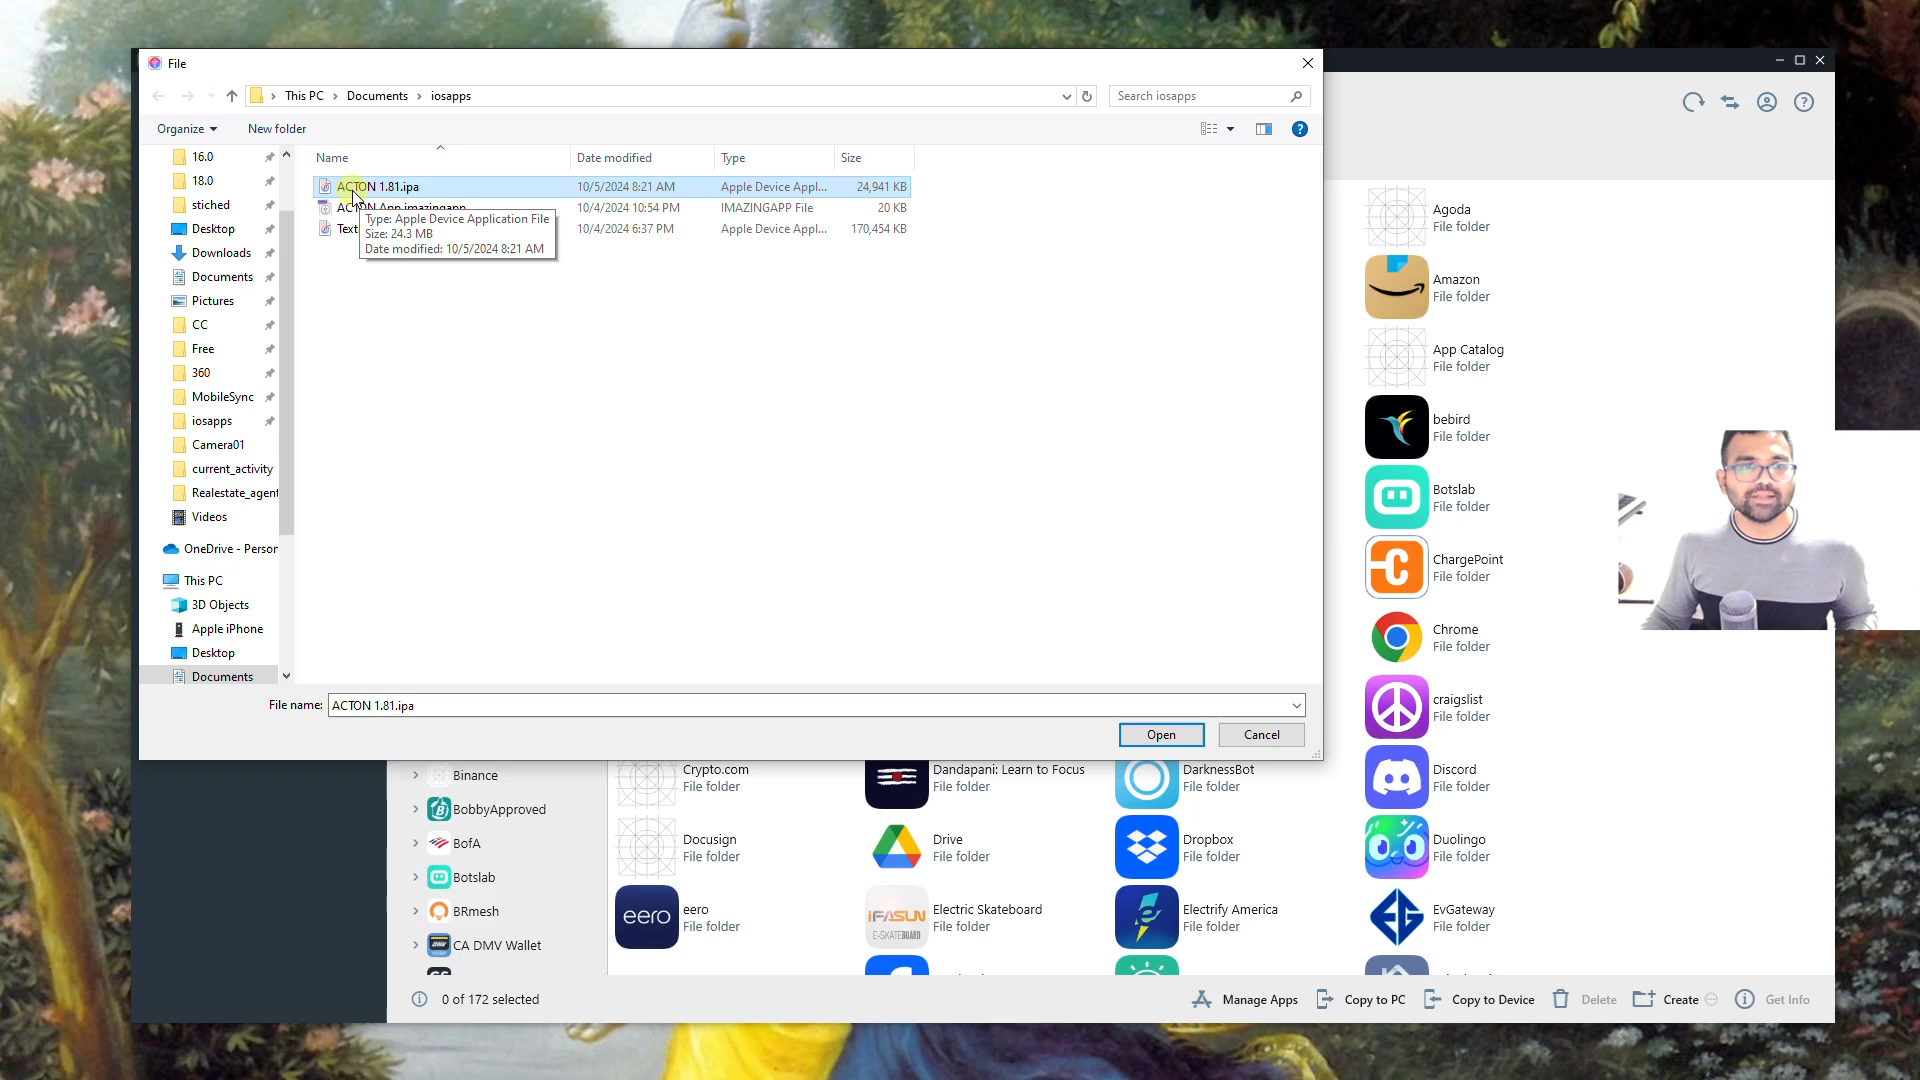 File
This PC > Documents > iosapps
Search iosapps
Organize
New folder
Name
Date modified
Type
Size
16.0
18.0
stiched
Desktop
Downloads
Documents
Pictures
CC
Free
360
MobileSync
iosapps
Camera01
current_activity
Realestate_agent
Videos
OneDrive - Person
This PC
3D Objects
Apple iPhone
Desktop
Documents
ACTON 1.81.ipa
10/5/2024 8:21 AM
Apple Device Appl...
24,941 KB
ACTON App.imazingapp
10/4/2024 10:54 PM
IMAZINGAPP File
20 KB
Text
10/4/2024 6:37 PM
Apple Device Appl...
170,454 KB
Type: Apple Device Application File
Size: 24.3 MB
Date modified: 10/5/2024 8:21 AM
File name:
ACTON 1.81.ipa
Open
Cancel
Agoda
File folder
Amazon
File folder
App Catalog
File folder
bebird
File folder
Botslab
File folder
ChargePoint
File folder
Chrome
File folder
craigslist
File folder
Discord
File folder
Duolingo
File folder
EvGateway
File folder
Binance
BobbyApproved
BofA
Botslab
BRmesh
CA DMV Wallet
Crypto.com
File folder
Dandapani: Learn to Focus
File folder
DarknessBot
File folder
Docusign
File folder
Drive
File folder
Dropbox
File folder
eero
eero
File folder
iFASUN
E-SKATEBOARD
Electric Skateboard
File folder
Electrify America
File folder
0 of 172 selected
Manage Apps
Copy to PC
Copy to Device
Delete
Create
Get Info